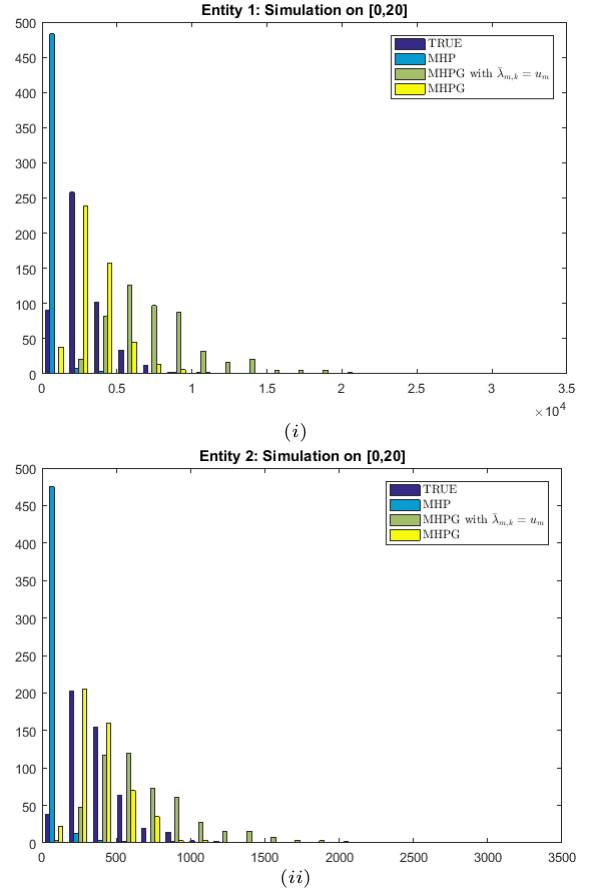 Entity 1: Simulation on [0,20]
500
450
400
350
300
250
200
150
100
50
0
TRUE
MHP
MHPG with λ̄_{m,k} = u_m
MHPG
0 0.5 1 1.5 2 2.5 3 3.5
×10^4
(i)
Entity 2: Simulation on [0,20]
500
450
400
350
300
250
200
150
100
50
0
TRUE
MHP
MHPG with λ̄_{m,k} = u_m
MHPG
0 500 1000 1500 2000 2500 3000 3500
(ii)